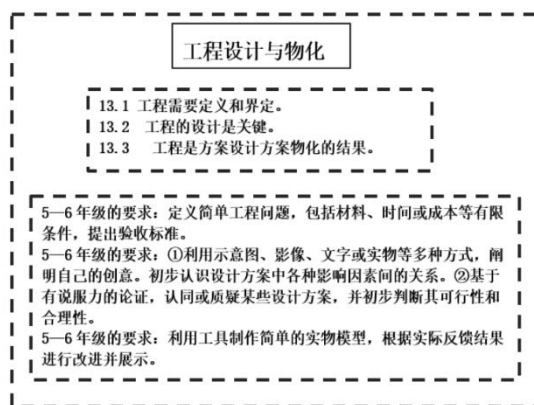 工程设计与物化
13.1 工程需要定义和界定。
13.2 工程的设计是关键。
13.3 工程是方案设计方案物化的结果。
5—6年级的要求：定义简单工程问题，包括材料、时间或成本等有限
条件，提出验收标准。
5—6年级的要求：①利用示意图、影像、文字或实物等多种方式，阐
明自己的创意。初步认识设计方案中各种影响因素间的关系。②基于
有说服力的论证，认同或质疑某些设计方案，并初步判断其可行性和
合理性。
5—6年级的要求：利用工具制作简单的实物模型，根据实际反馈结果
进行改进并展示。